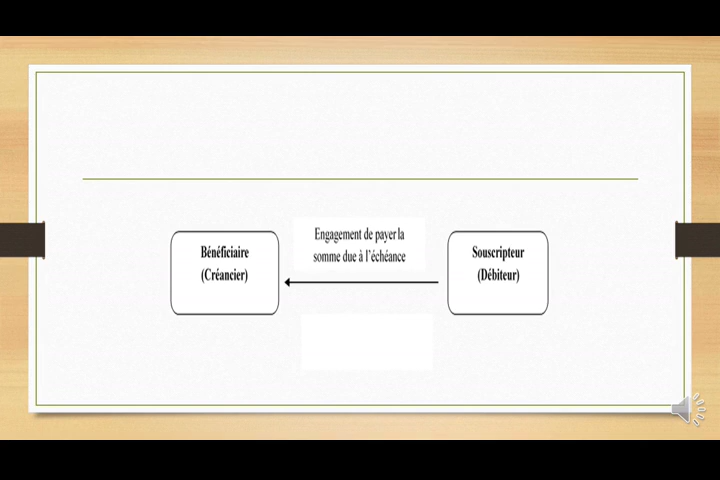 Bénéficiaire
(Créancier)
Engagement de payer la
somme due à l'échéance
Souscripteur
(Débiteur)